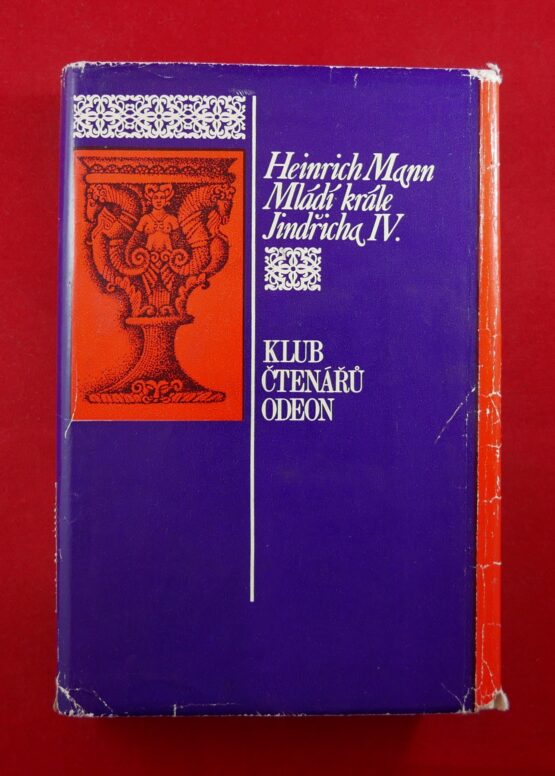 Heinrich Mann
Mládí krále
Jindřicha IV.
KLUB
ČTENÁŘŮ
ODEON